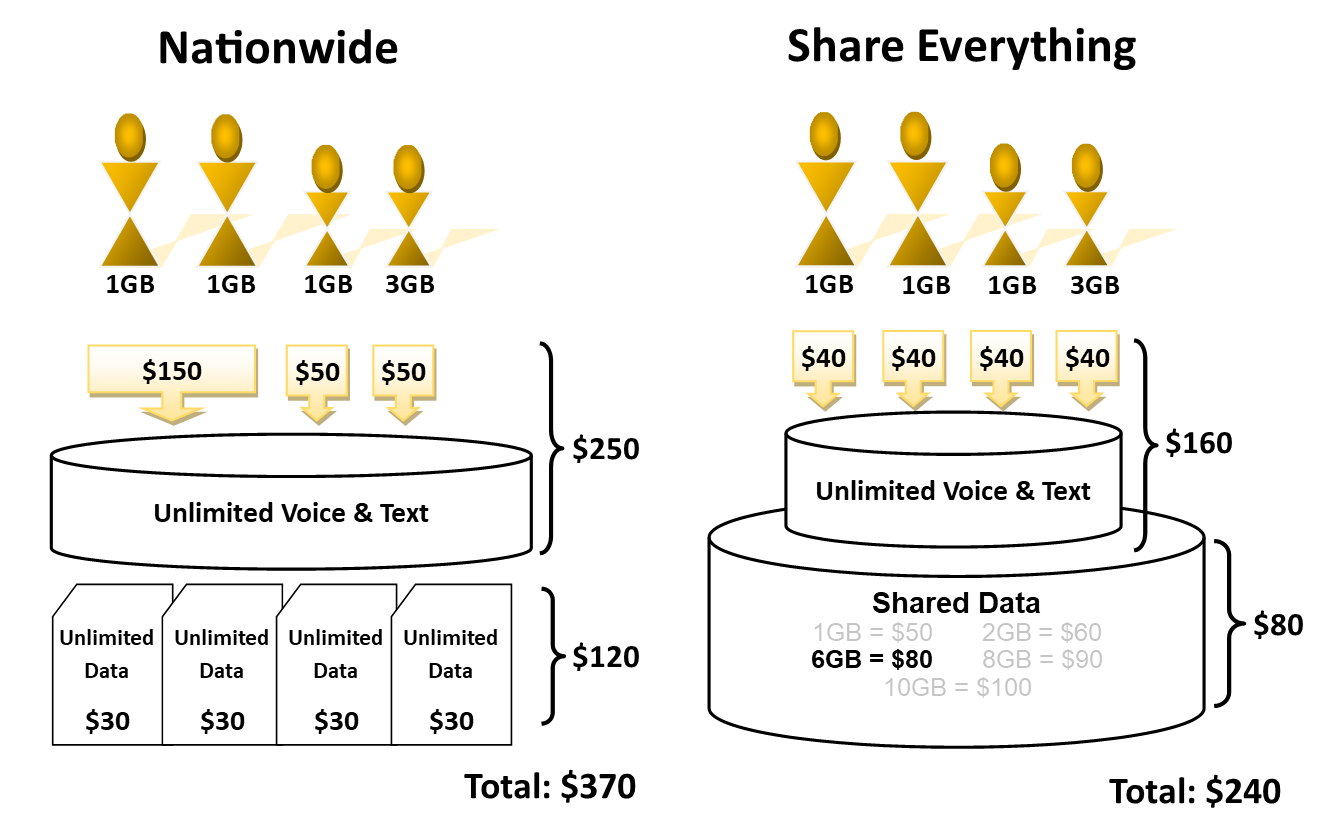 Nationwide
1GB 1GB 1GB 3GB
$150 $50 $50
$250
Unlimited Voice & Text
Unlimited Data $30
Unlimited Data $30
Unlimited Data $30
Unlimited Data $30
$120
Total: $370
Share Everything
1GB 1GB 1GB 3GB
$40 $40 $40 $40
$160
Unlimited Voice & Text
Shared Data
1GB = $50 2GB = $60
6GB = $80 8GB = $90
10GB = $100
$80
Total: $240